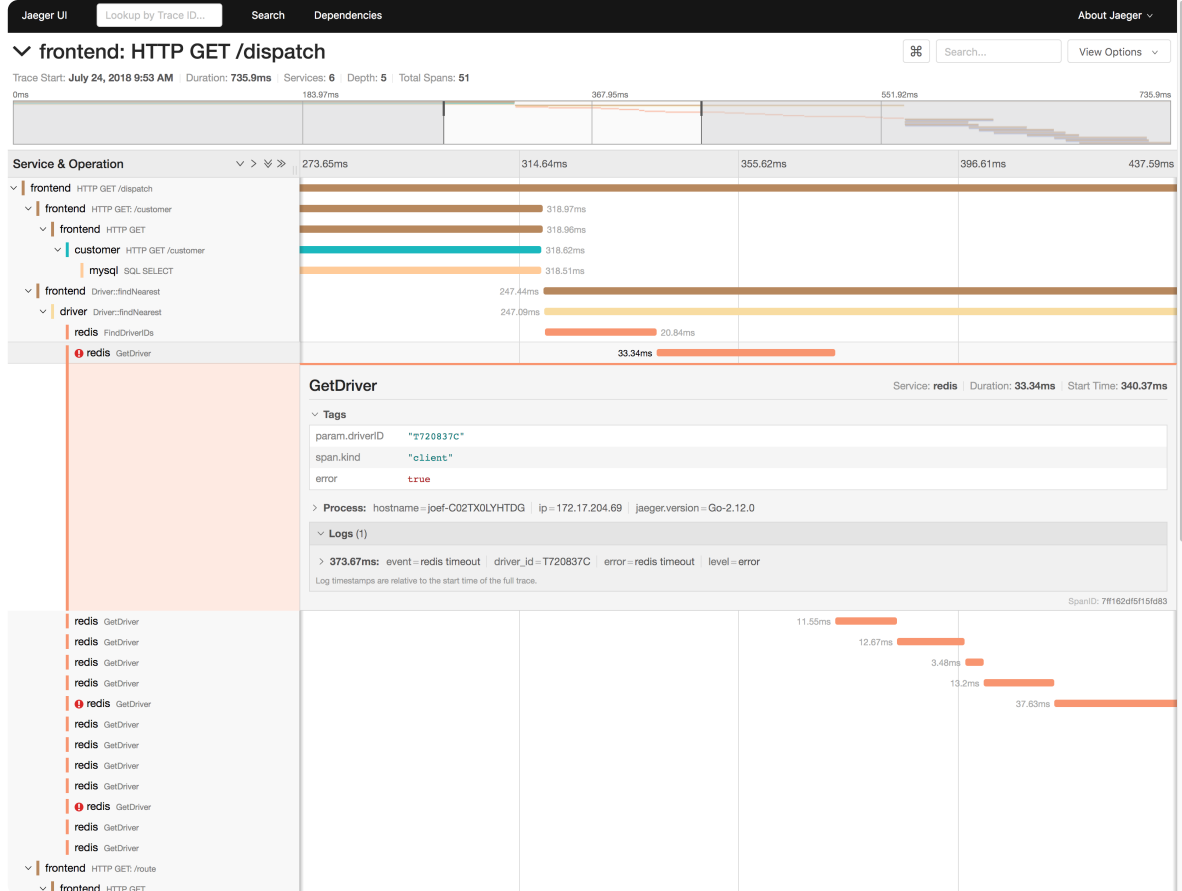 Jaeger UI Lookup by Trace ID... Search Dependencies About Jaeger
frontend: HTTP GET /dispatch ⌘ Search... View Options
Trace Start: July 24, 2018 9:53 AM Duration: 735.9ms Services: 6 Depth: 5 Total Spans: 51
0ms 183.97ms 367.95ms 551.92ms 735.9ms
Service & Operation 273.65ms 314.64ms 355.62ms 396.61ms 437.59ms
frontend HTTP GET /dispatch
frontend HTTP GET: /customer 318.97ms
frontend HTTP GET 318.96ms
customer HTTP GET /customer 318.62ms
mysql SQL SELECT 318.51ms
frontend Driver::findNearest 247.44ms
driver Driver::findNearest 247.09ms
redis FindDriverIDs 20.84ms
redis GetDriver 33.34ms
GetDriver Service: redis Duration: 33.34ms Start Time: 340.37ms
Tags
param.driverID "T720837C"
span.kind "client"
error true
Process: hostname=joef-C02TX0LYHTDG ip=172.17.204.69 jaeger.version=Go-2.12.0
Logs (1)
373.67ms: event=redis timeout driver_id=T720837C error=redis timeout level=error
Log timestamps are relative to the start time of the full trace.
SpanID: 7ff162df5f15fd83
redis GetDriver 11.55ms
redis GetDriver 12.67ms
redis GetDriver 3.48ms
redis GetDriver 13.2ms
redis GetDriver 37.63ms
redis GetDriver
redis GetDriver
redis GetDriver
redis GetDriver
redis GetDriver
redis GetDriver
redis GetDriver
frontend HTTP GET: /route
frontend HTTP GET